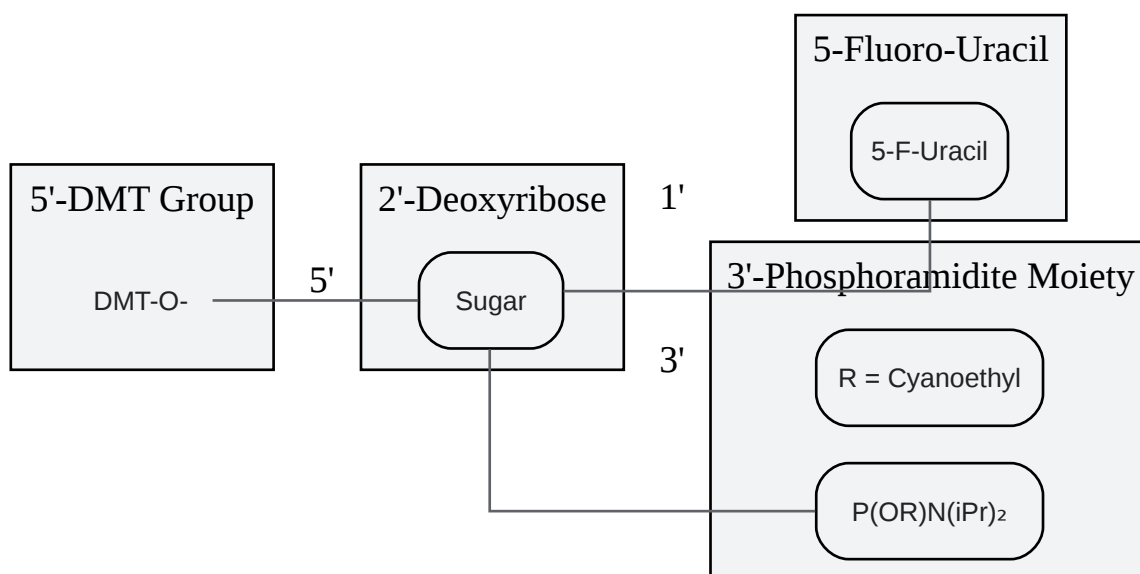 5-Fluoro-Uracil
5-F-Uracil
5'-DMT Group
DMT-O-
5'
2'-Deoxyribose
Sugar
1'
3'
3'-Phosphoramidite Moiety
R = Cyanoethyl
P(OR)N(iPr)₂